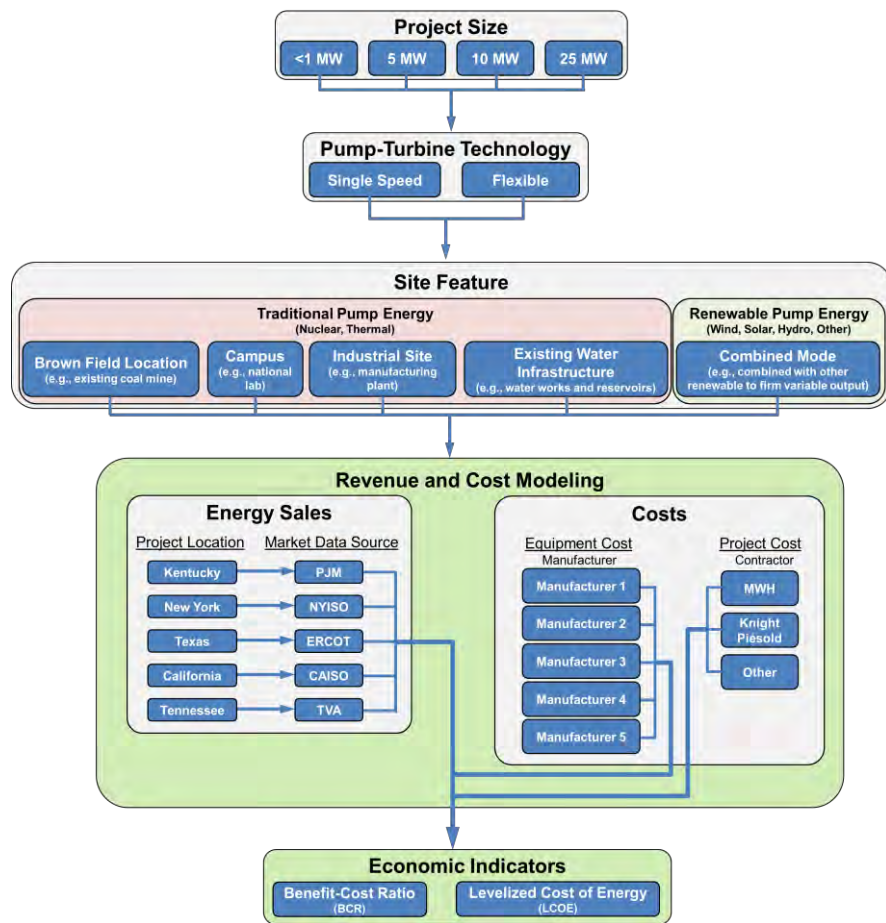 Project Size
<1 MW
5 MW
10 MW
25 MW
Pump-Turbine Technology
Single Speed
Flexible
Site Feature
Traditional Pump Energy
(Nuclear, Thermal)
Renewable Pump Energy
(Wind, Solar, Hydro, Other)
Brown Field Location
(e.g., existing coal mine)
Campus
(e.g., national
lab)
Industrial Site
(e.g., manufacturing
plant)
Existing Water
Infrastructure
(e.g., water works and reservoirs)
Combined Mode
(e.g., combined with other
renewable to firm variable output)
Revenue and Cost Modeling
Energy Sales
Project Location
Market Data Source
Kentucky
PJM
New York
NYISO
Texas
ERCOT
California
CAISO
Tennessee
TVA
Costs
Equipment Cost
Manufacturer
Manufacturer 1
Manufacturer 2
Manufacturer 3
Manufacturer 4
Manufacturer 5
Project Cost
Contractor
MWH
Knight
Piésold
Other
Economic Indicators
Benefit-Cost Ratio
(BCR)
Levelized Cost of Energy
(LCOE)